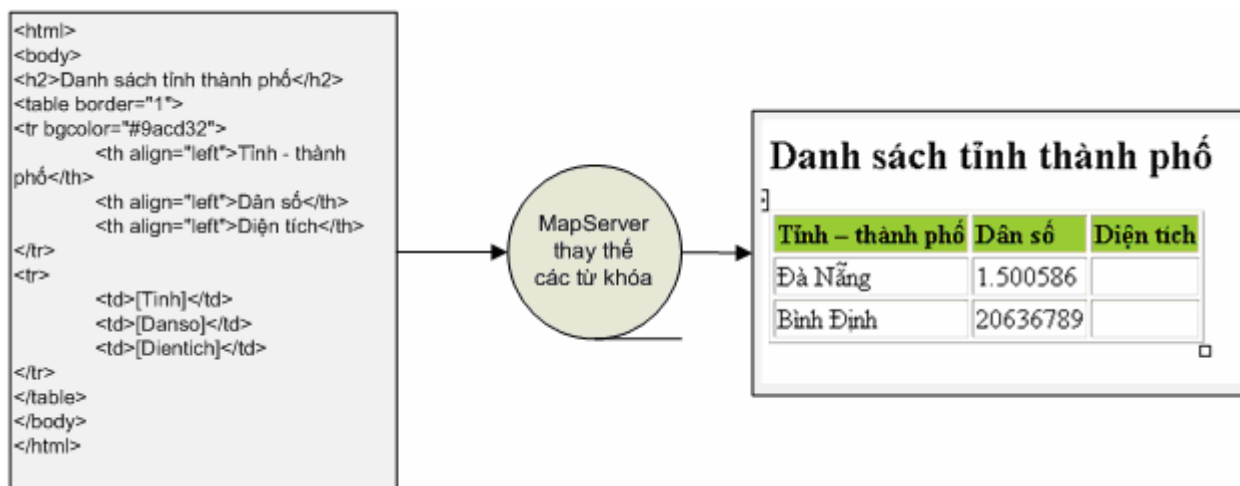 <html>
<body>
<h2>Danh sách tỉnh thành phố</h2>
<table border="1">
<tr bgcolor="#9acd32">
<th align="left">Tỉnh - thành
phố</th>
<th align="left">Dân số</th>
<th align="left">Diện tích</th>
</tr>
<tr>
<td>[Tinh]</td>
<td>[Danso]</td>
<td>[Dientich]</td>
</tr>
</table>
</body>
</html>
MapServer
thay thế
các từ khóa
Danh sách tỉnh thành phố
Tỉnh – thành phố Dân số Diện tích
Đà Nẵng 1.500586
Bình Định 20636789